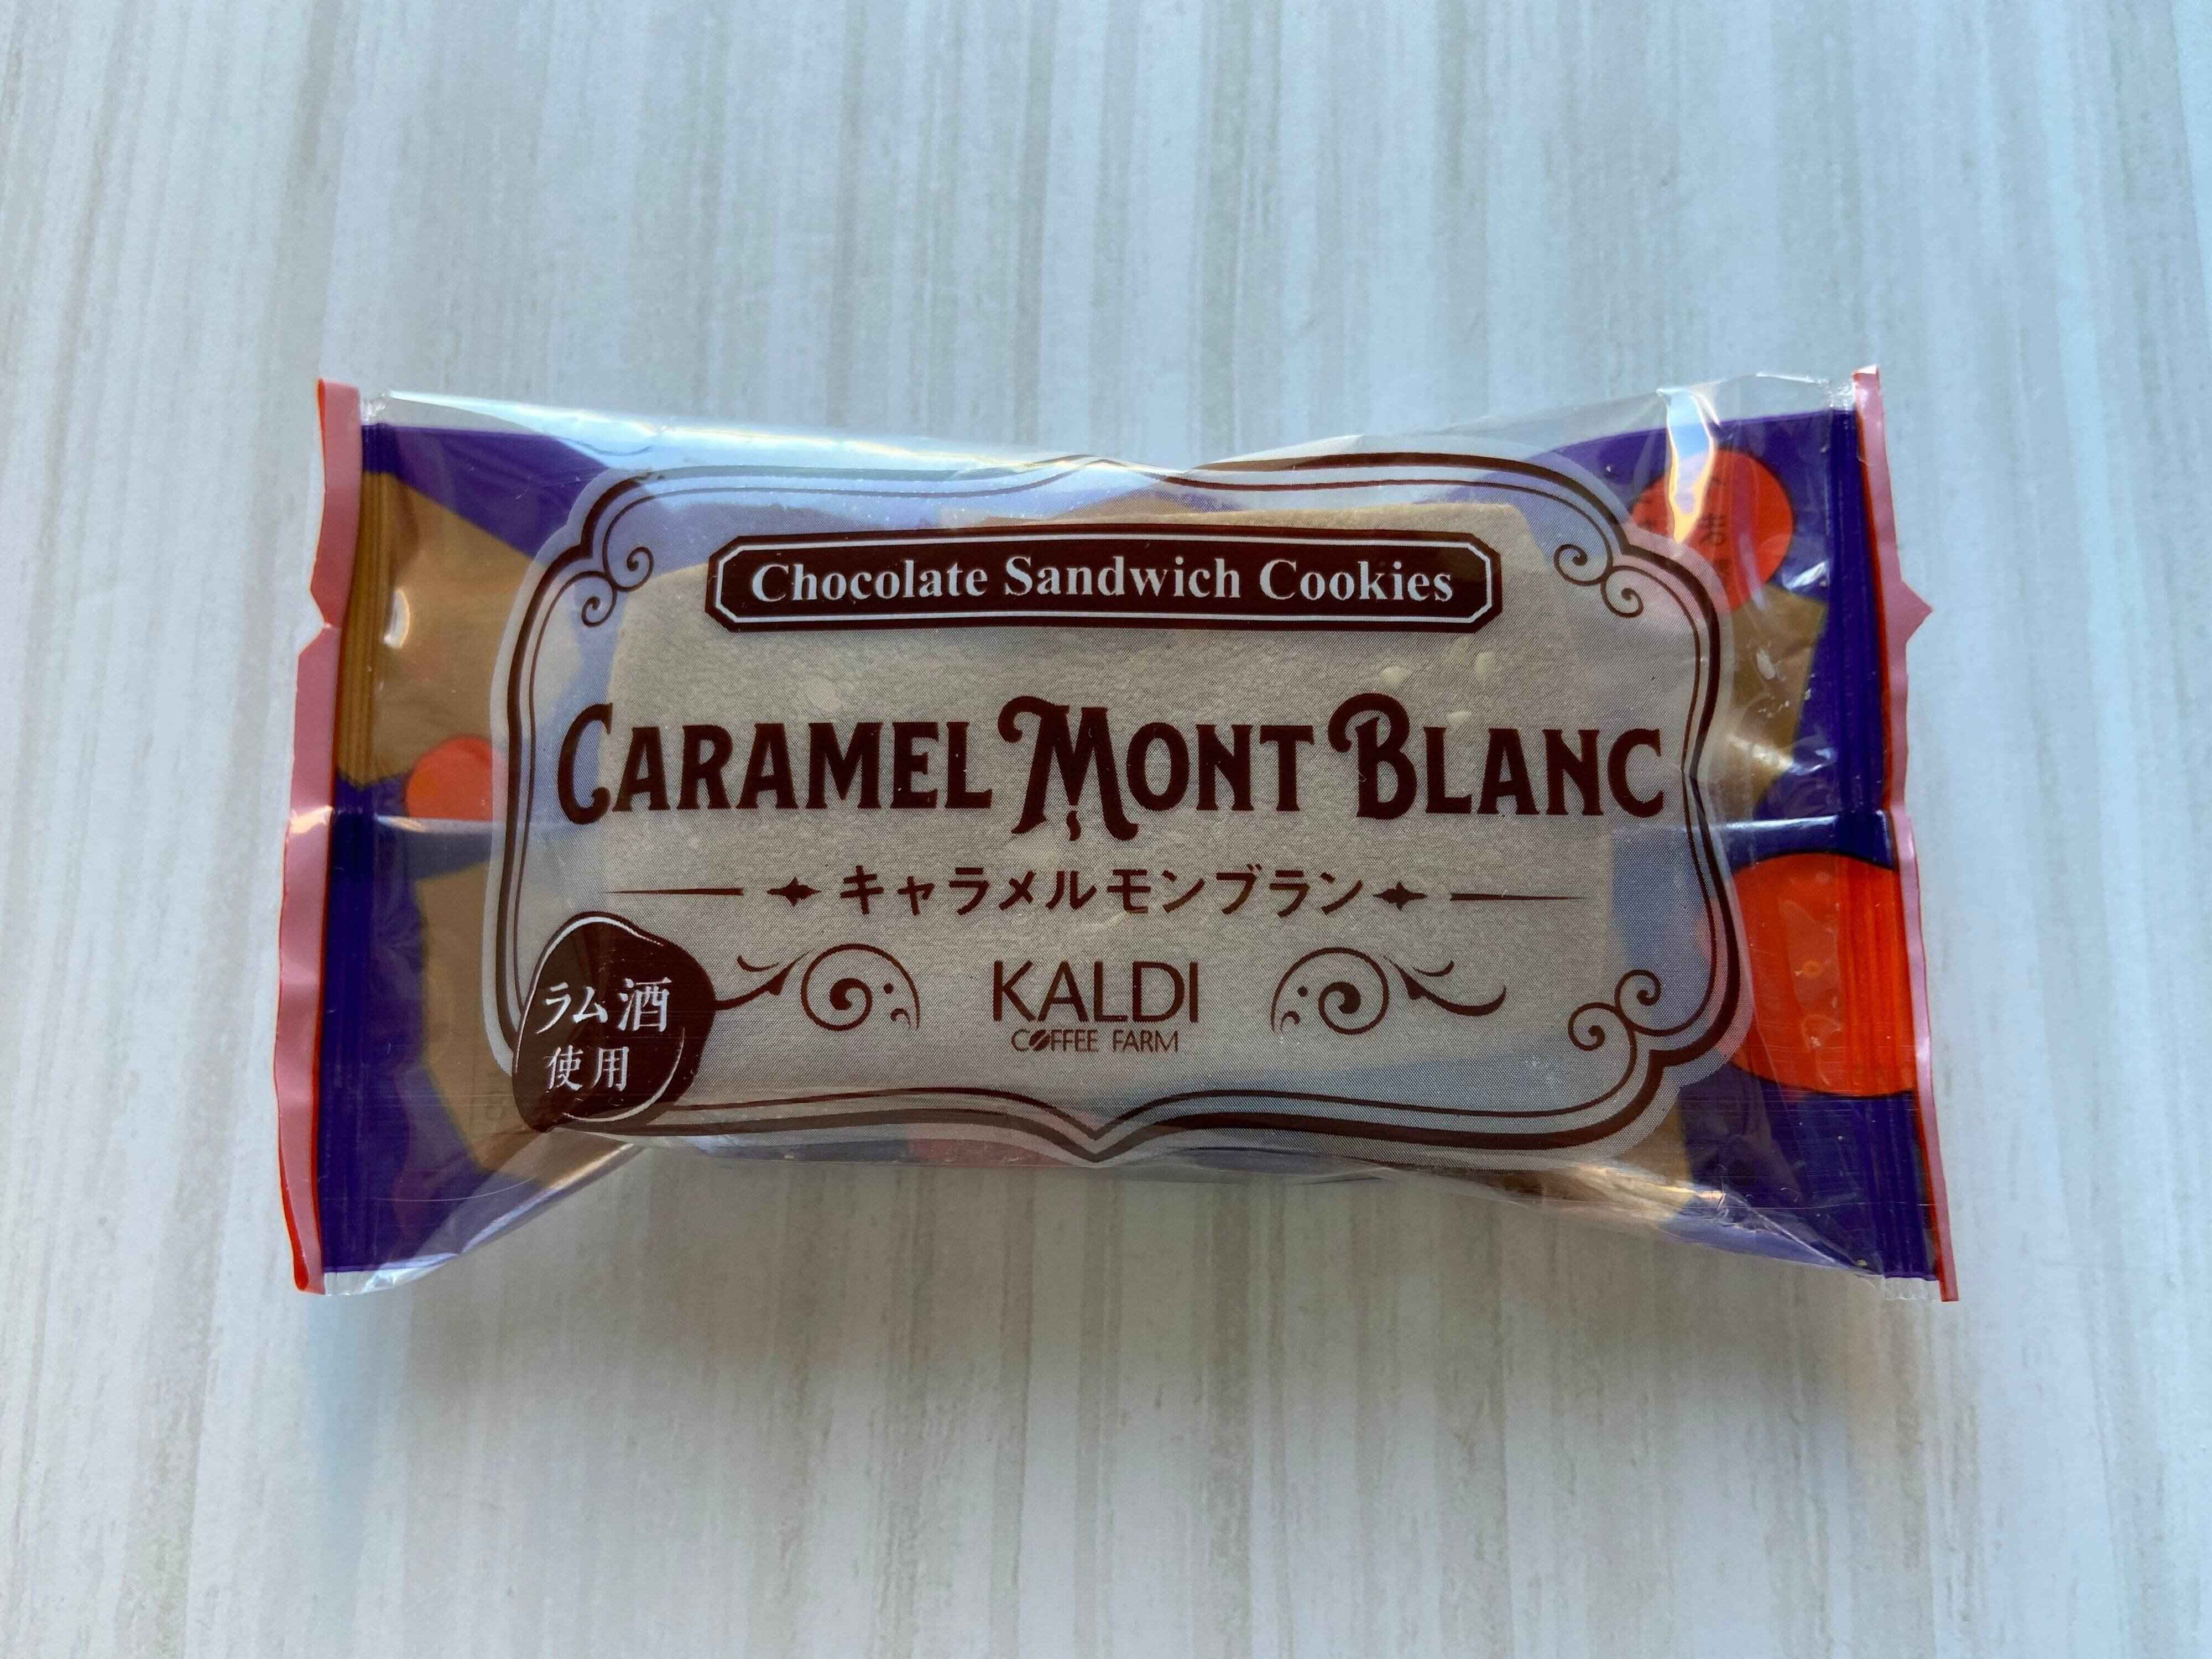 Chocolate Sandwich Cookies
CARAMEL MONT BLANC
キャラメルモンブラン
KALDI
COFFEE FARM
ラム酒
使用